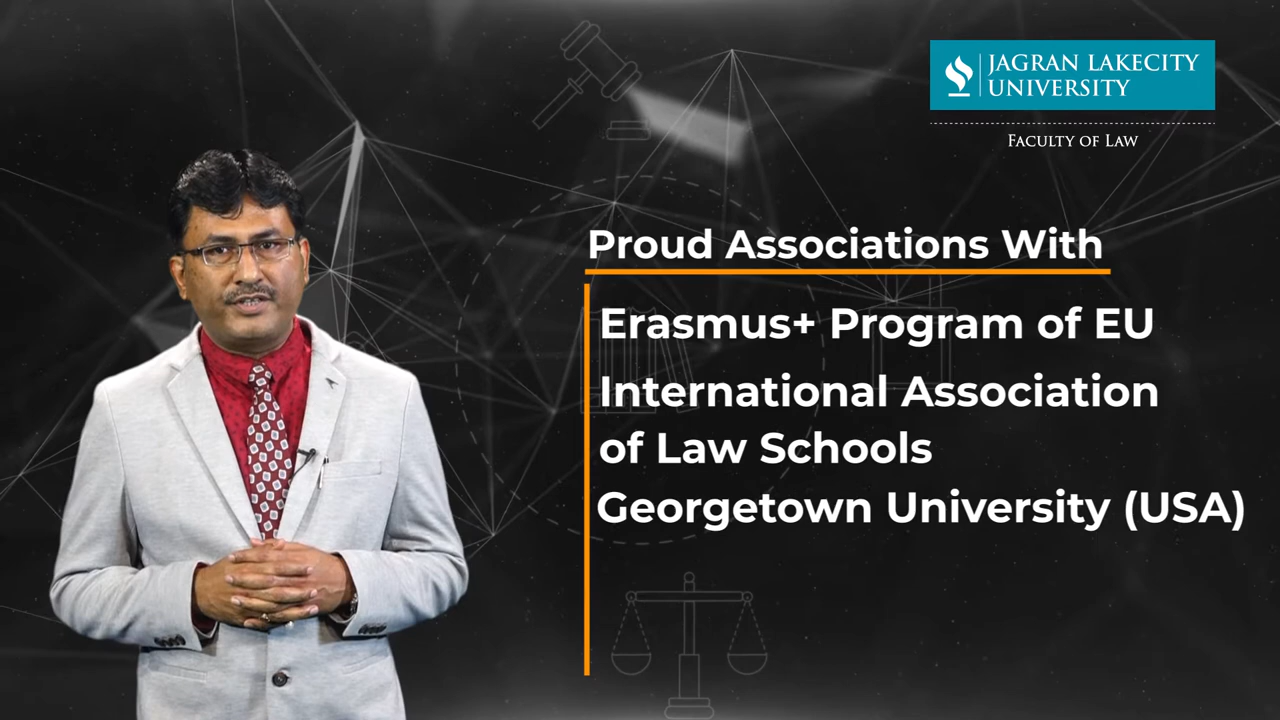 JAGRAN LAKECITY
UNIVERSITY
FACULTY OF LAW
Proud Associations With
Erasmus+ Program of EU
International Association
of Law Schools
Georgetown University (USA)